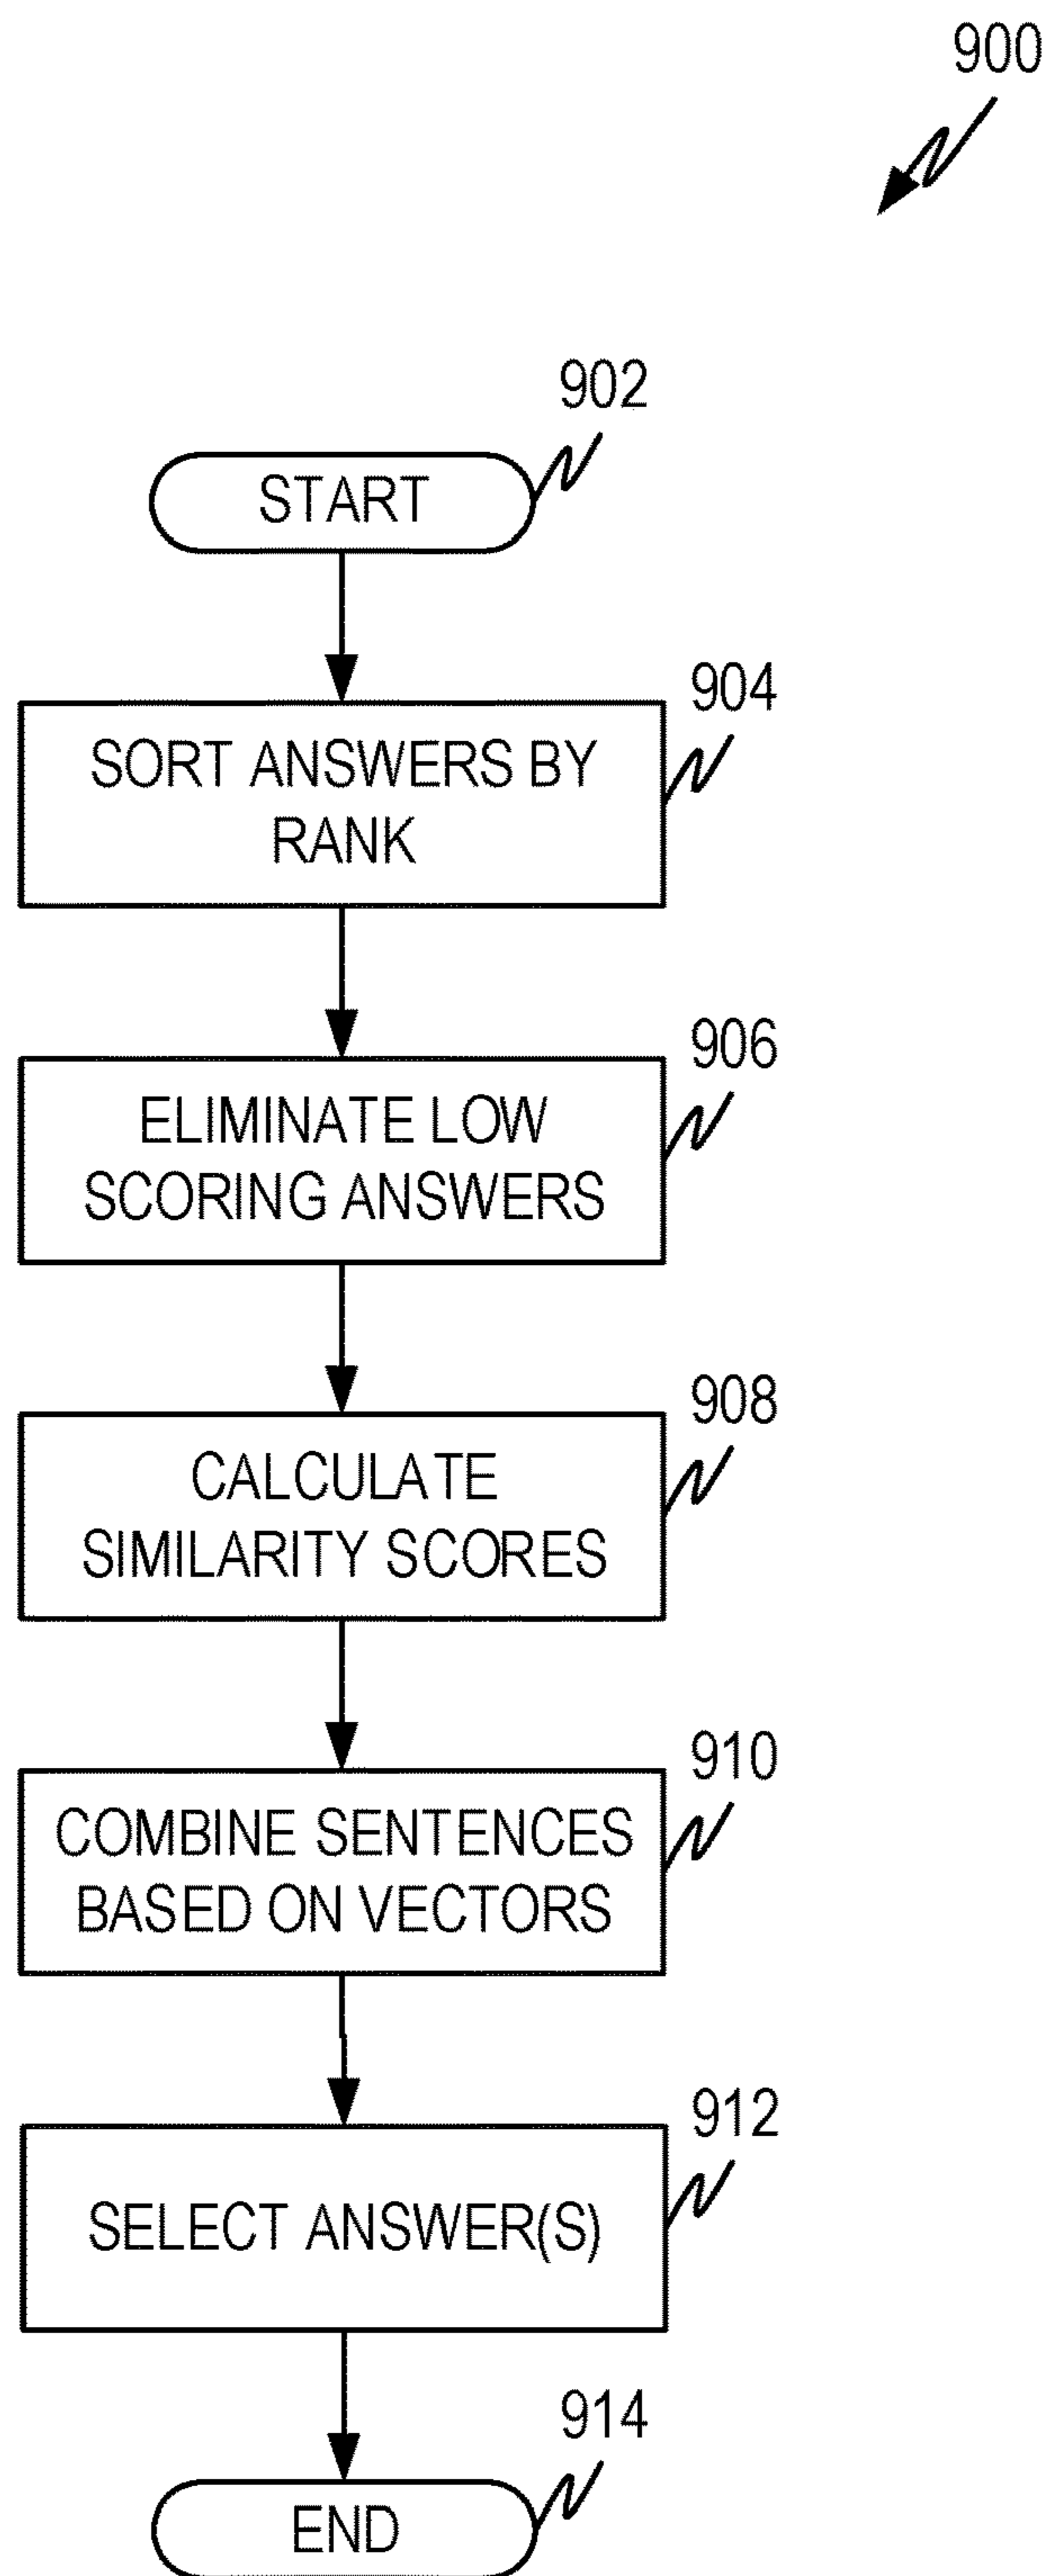 900
902
START
904
SORT ANSWERS BY
RANK
906
ELIMINATE LOW
SCORING ANSWERS
908
CALCULATE
SIMILARITY SCORES
910
COMBINE SENTENCES
BASED ON VECTORS
912
SELECT ANSWER(S)
914
END